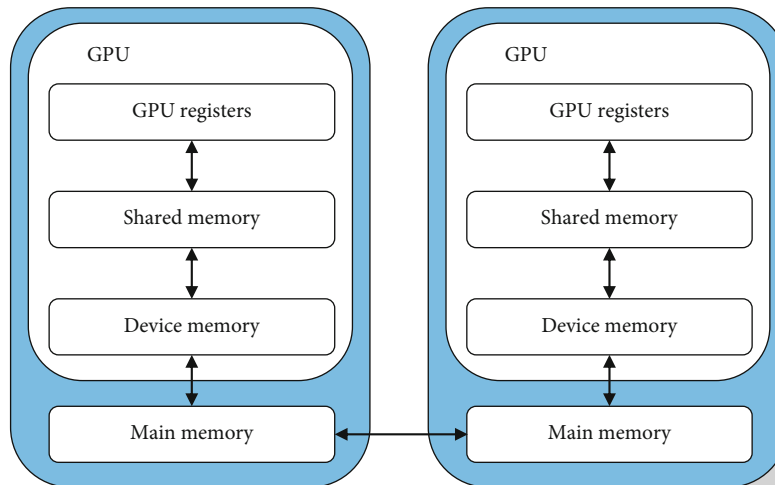 GPU
GPU registers
Shared memory
Device memory
Main memory
GPU
GPU registers
Shared memory
Device memory
Main memory